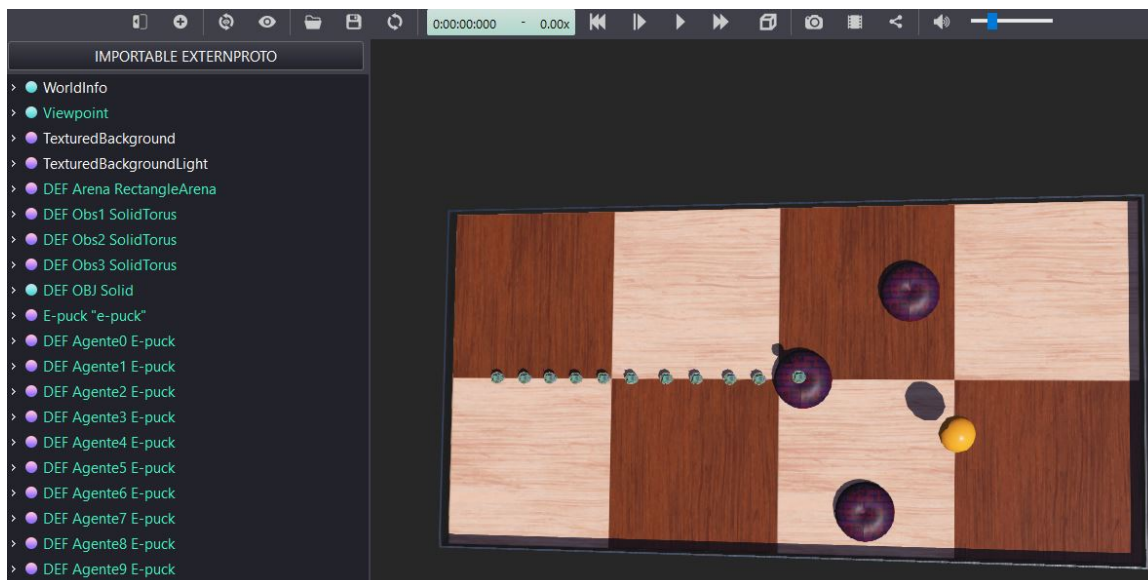 0:00:00:000 - 0.00x
IMPORTABLE EXTERNPROTO
WorldInfo
Viewpoint
TexturedBackground
TexturedBackgroundLight
DEF Arena RectangleArena
DEF Obs1 SolidTorus
DEF Obs2 SolidTorus
DEF Obs3 SolidTorus
DEF OBJ Solid
E-puck "e-puck"
DEF Agente0 E-puck
DEF Agente1 E-puck
DEF Agente2 E-puck
DEF Agente3 E-puck
DEF Agente4 E-puck
DEF Agente5 E-puck
DEF Agente6 E-puck
DEF Agente7 E-puck
DEF Agente8 E-puck
DEF Agente9 E-puck